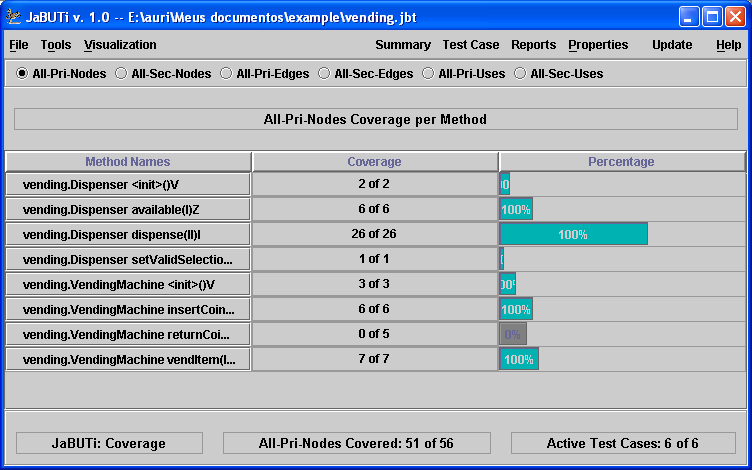 JaBUTi v. 1.0 -- E:\auri\Meus documentos\example\vending.jbt
File Tools Visualization Summary Test Case Reports Properties Update Help
All-Pri-Nodes All-Sec-Nodes All-Pri-Edges All-Sec-Edges All-Pri-Uses All-Sec-Uses
All-Pri-Nodes Coverage per Method
Method Names Coverage Percentage
vending.Dispenser <init>()V 2 of 2
vending.Dispenser available(I)Z 6 of 6 100%
vending.Dispenser dispense(II)I 26 of 26 100%
vending.Dispenser setValidSelectio... 1 of 1
vending.VendingMachine <init>()V 3 of 3
vending.VendingMachine insertCoin... 6 of 6 100%
vending.VendingMachine returnCoi... 0 of 5 0%
vending.VendingMachine vendItem(I... 7 of 7 100%
JaBUTi: Coverage All-Pri-Nodes Covered: 51 of 56 Active Test Cases: 6 of 6